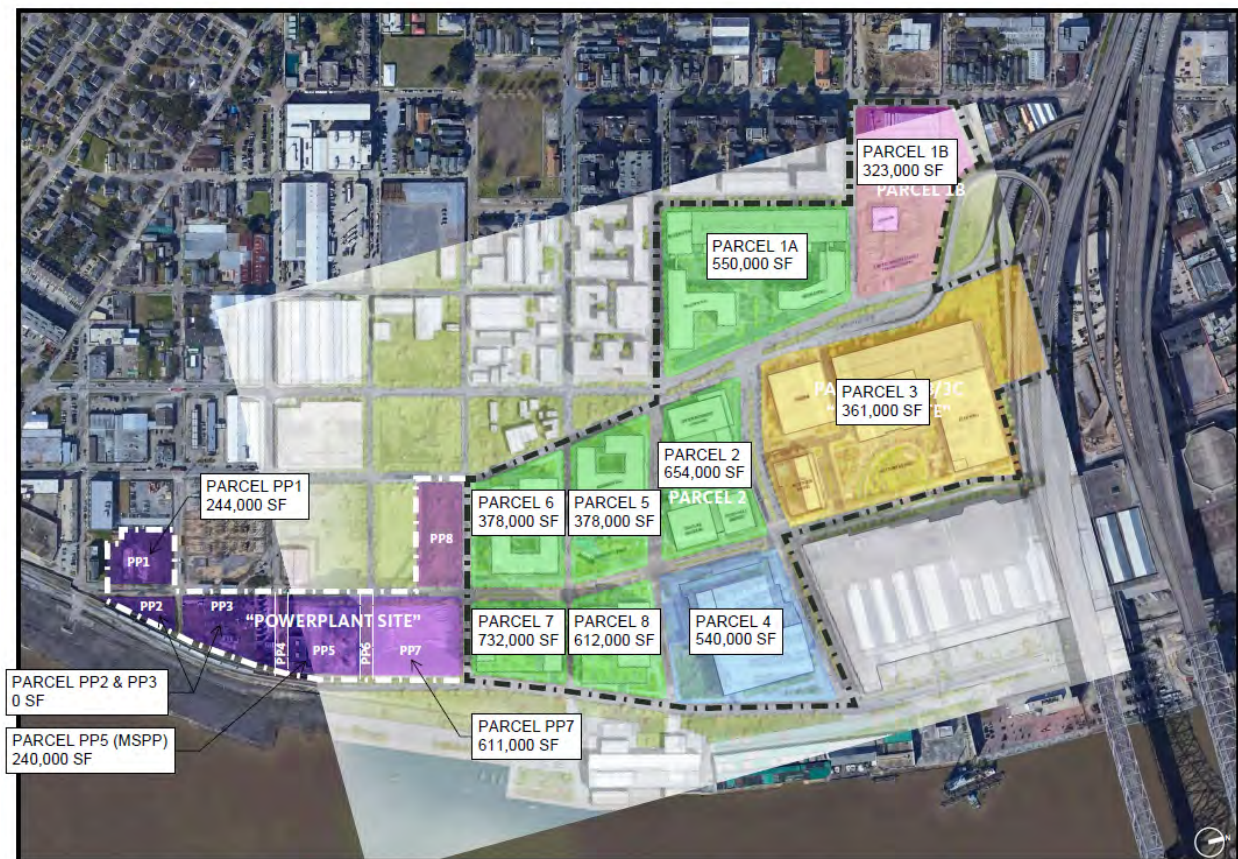 PARCEL 1B
323,000 SF
PARCEL 1B
PARCEL 1A
550,000 SF
PARCEL 3
361,000 SF
PARCEL 2
654,000 SF
PARCEL 2
PARCEL 6
378,000 SF
PARCEL 5
378,000 SF
PARCEL PP1
244,000 SF
PP1
PP8
PP2
PP3
"POWERPLANT SITE"
PP4
PP5
PP6
PP7
PARCEL 7
732,000 SF
PARCEL 8
612,000 SF
PARCEL 4
540,000 SF
PARCEL PP2 & PP3
0 SF
PARCEL PP5 (MSPP)
240,000 SF
PARCEL PP7
611,000 SF
N